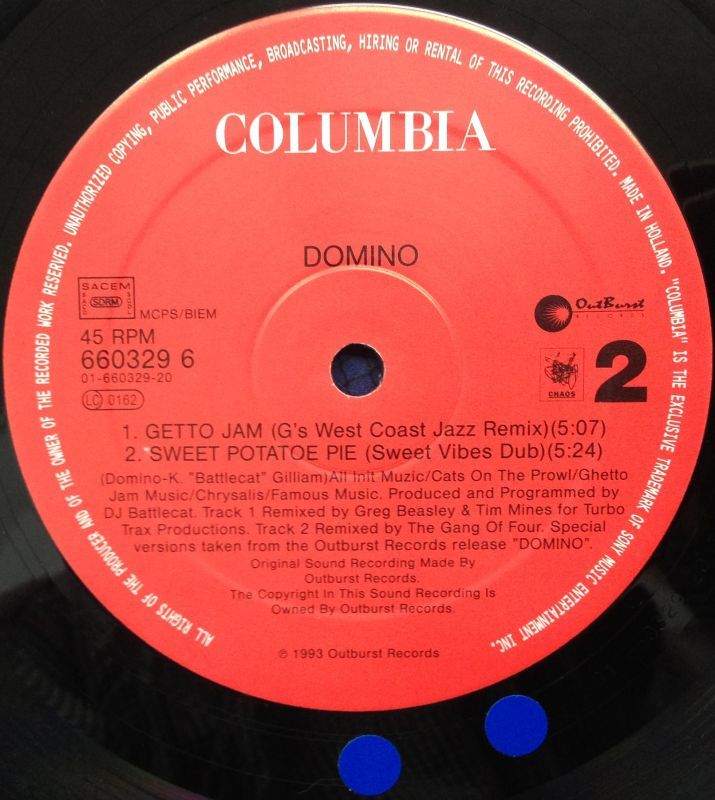 ALL RIGHTS OF THE PRODUCER AND OF THE OWNER OF THE RECORDED WORK RESERVED. UNAUTHORIZED COPYING, PUBLIC PERFORMANCE, BROADCASTING, HIRING OR RENTAL OF THIS RECORDING PROHIBITED. MADE IN HOLLAND. "COLUMBIA" IS THE EXCLUSIVE TRADEMARK OF SONY MUSIC ENTERTAINMENT INC.
COLUMBIA
DOMINO
SACEM
SACD SDRM SGDL
MCPS/BIEM
45 RPM
660329 6
01-660329-20
LC 0162
OutBurst
RECORDS
CHAOS
2
1. GETTO JAM (G's West Coast Jazz Remix)(5:07)
2. SWEET POTATOE PIE (Sweet Vibes Dub)(5:24)
(Domino-K. "Battlecat" Gilliam)All Init Muzic/Cats On The Prowl/Ghetto
Jam Music/Chrysalis/Famous Music. Produced and Programmed by
DJ Battlecat. Track 1 Remixed by Greg Beasley & Tim Mines for Turbo
Trax Productions. Track 2 Remixed by The Gang Of Four. Special
versions taken from the Outburst Records release "DOMINO".
Original Sound Recording Made By
Outburst Records.
The Copyright In This Sound Recording Is
Owned By Outburst Records.
℗ 1993 Outburst Records